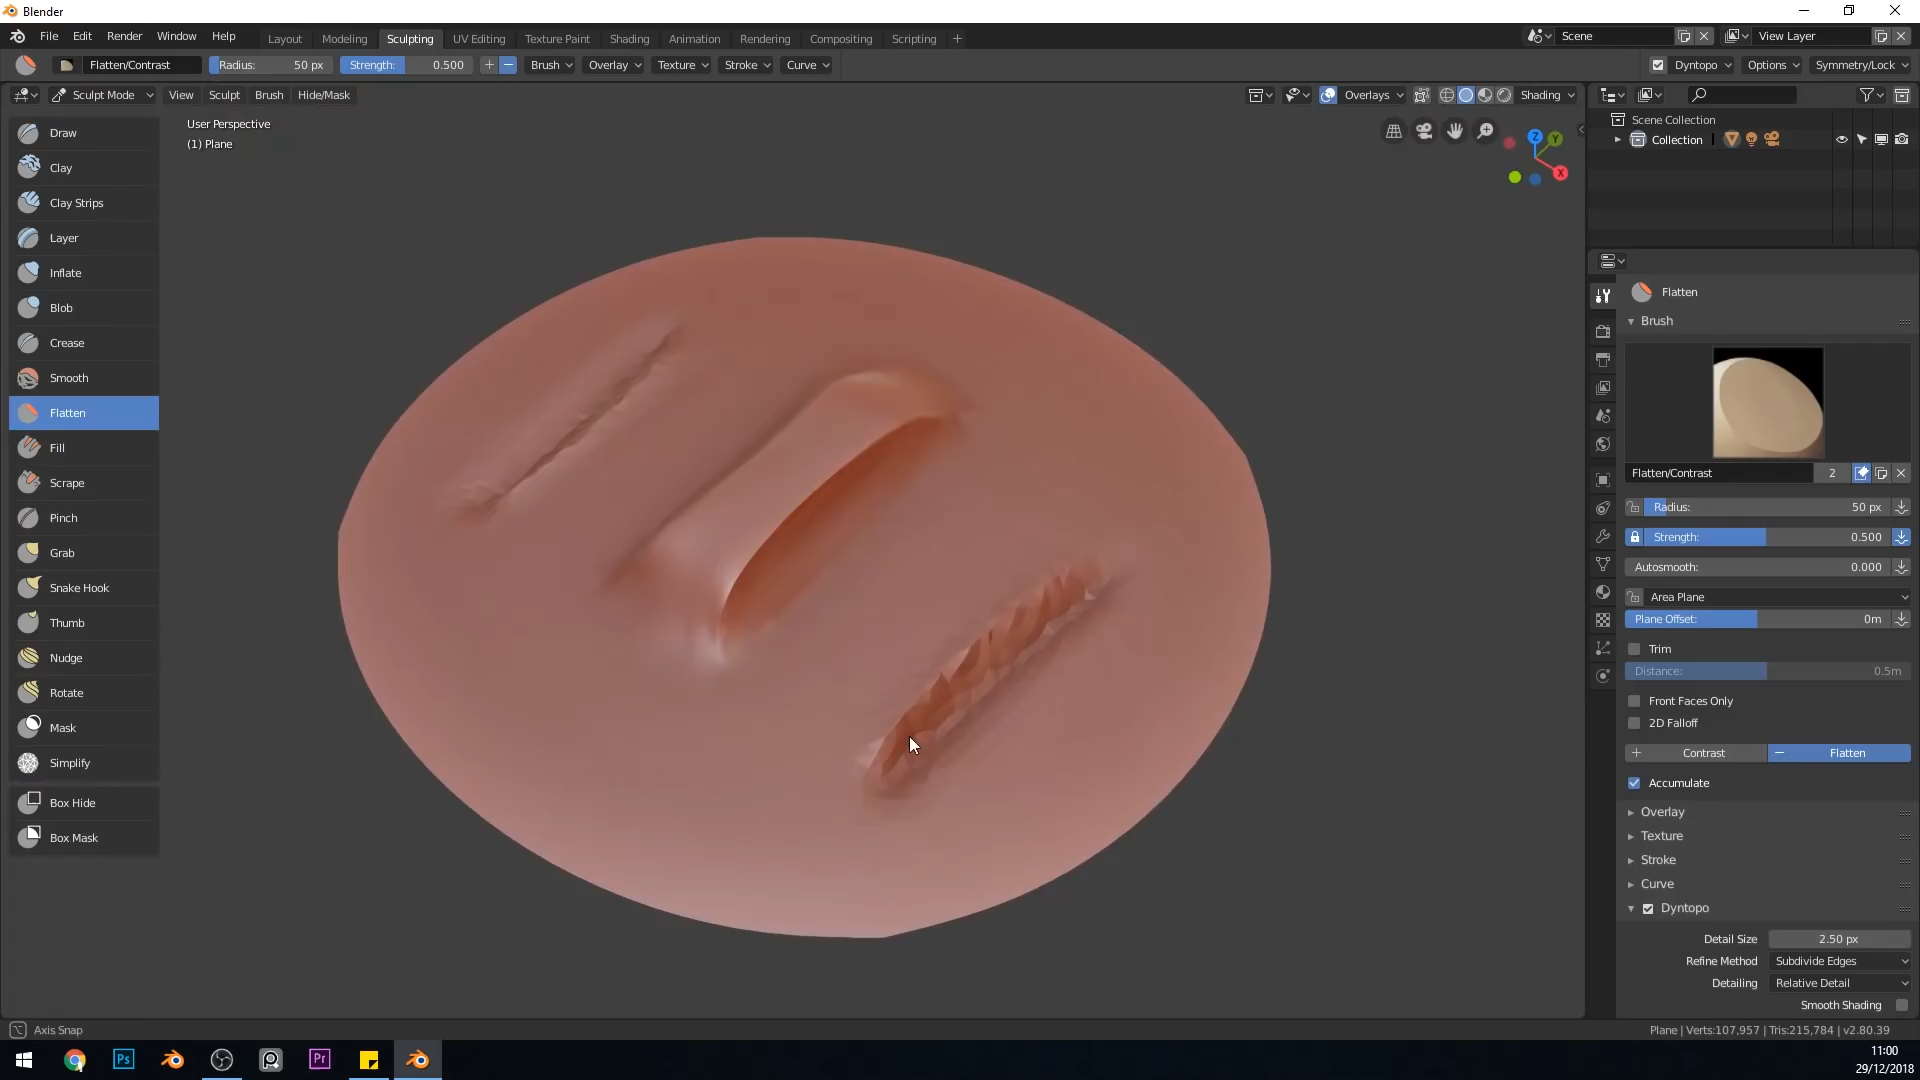 Blender
File Edit Render Window Help Layout Modeling Sculpting UV Editing Texture Paint Shading Animation Rendering Compositing Scripting + Scene View Layer
Flatten/Contrast Radius: 50 px Strength: 0.500 + − Brush Overlay Texture Stroke Curve Dyntopo Options Symmetry/Lock
Sculpt Mode View Sculpt Brush Hide/Mask Overlays Shading
User Perspective
(1) Plane
Z
Y
X
Draw
Clay
Clay Strips
Layer
Inflate
Blob
Crease
Smooth
Flatten
Fill
Scrape
Pinch
Grab
Snake Hook
Thumb
Nudge
Rotate
Mask
Simplify
Box Hide
Box Mask
Scene Collection
Collection
Flatten
Brush
Flatten/Contrast 2
Radius: 50 px
Strength: 0.500
Autosmooth: 0.000
Area Plane
Plane Offset: 0m
Trim
Distance: 0.5m
Front Faces Only
2D Falloff
+ Contrast − Flatten
Accumulate
Overlay
Texture
Stroke
Curve
Dyntopo
Detail Size 2.50 px
Refine Method Subdivide Edges
Detailing Relative Detail
Smooth Shading
Axis Snap
Plane | Verts:107,957 | Tris:215,784 | v2.80.39
Ps
Pr
11:00
29/12/2018